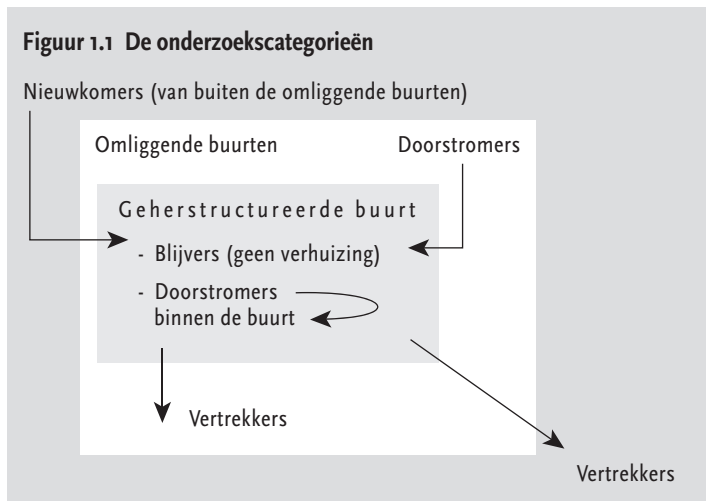 Figuur 1.1 De onderzoekscategorieën
Nieuwkomers (van buiten de omliggende buurten)
Omliggende buurten
Doorstromers
Geherstructureerde buurt
- Blijvers (geen verhuizing)
- Doorstromers
binnen de buurt
Vertrekkers
Vertrekkers